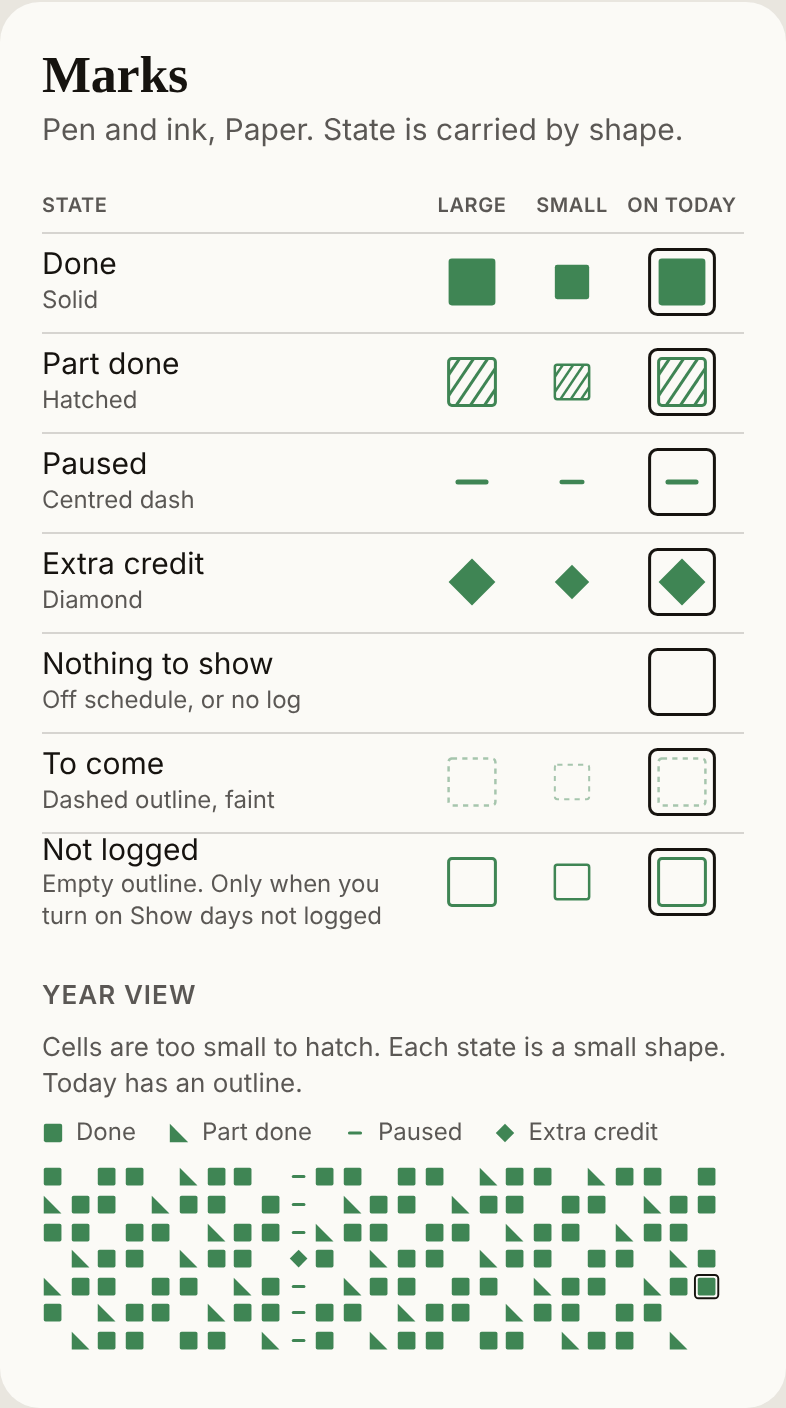 Marks
Pen and ink, Paper. State is carried by shape.
STATE LARGE SMALL ON TODAY
Done
Solid
Part done
Hatched
Paused
Centred dash
Extra credit
Diamond
Nothing to show
Off schedule, or no log
To come
Dashed outline, faint
Not logged
Empty outline. Only when you
turn on Show days not logged
YEAR VIEW
Cells are too small to hatch. Each state is a small shape.
Today has an outline.
Done Part done Paused Extra credit